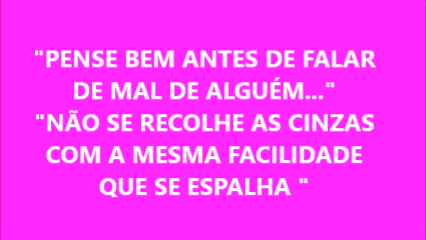 "PENSE BEM ANTES DE FALAR
DE MAL DE ALGUÉM..."
"NÃO SE RECOLHE AS CINZAS
COM A MESMA FACILIDADE
QUE SE ESPALHA "